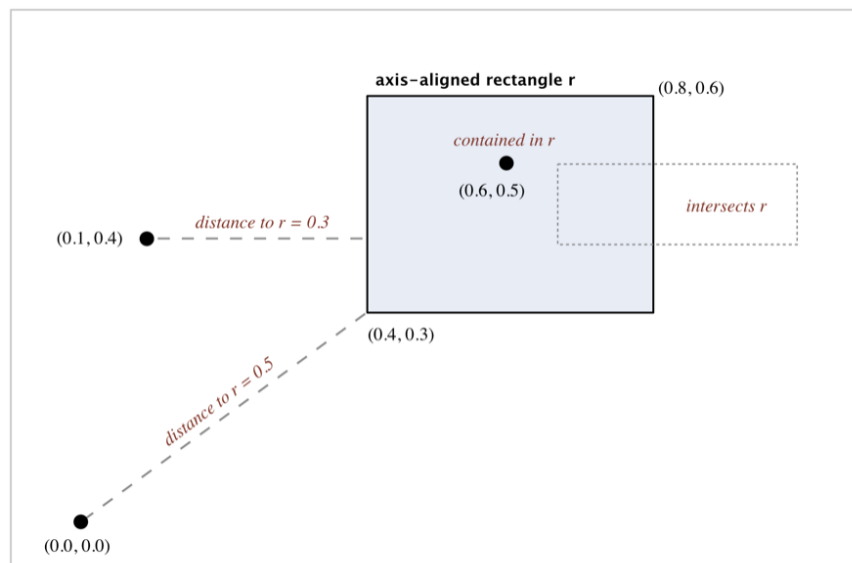 axis-aligned rectangle r
(0.8, 0.6)
contained in r
(0.6, 0.5)
intersects r
distance to r = 0.3
(0.1, 0.4)
(0.4, 0.3)
distance to r = 0.5
(0.0, 0.0)